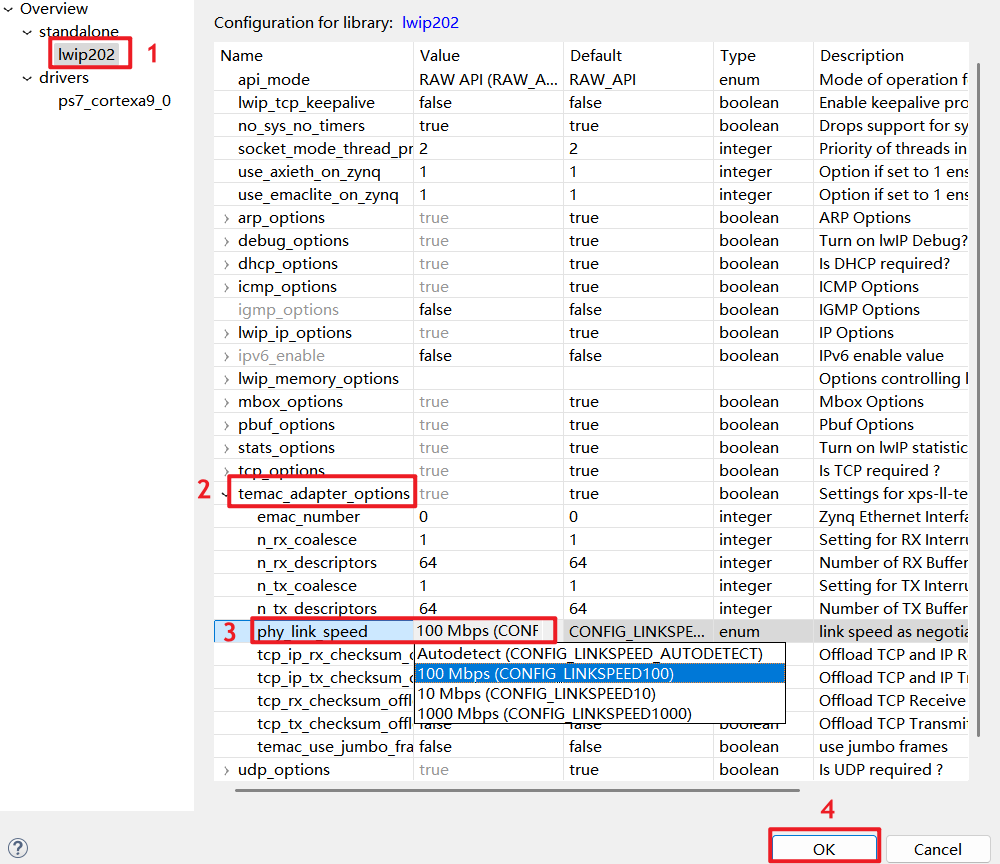 Overview
standalone
lwip202
1
drivers
ps7_cortexa9_0
Configuration for library: lwip202
Name Value Default Type Description
api_mode RAW API (RAW_A... RAW_API enum Mode of operation f
lwip_tcp_keepalive false false boolean Enable keepalive pro
no_sys_no_timers true true boolean Drops support for sy
socket_mode_thread_pr 2 2 integer Priority of threads in
use_axieth_on_zynq 1 1 integer Option if set to 1 ens
use_emaclite_on_zynq 1 1 integer Option if set to 1 ens
arp_options true true boolean ARP Options
debug_options true true boolean Turn on lwIP Debug?
dhcp_options true true boolean Is DHCP required?
icmp_options true true boolean ICMP Options
igmp_options false false boolean IGMP Options
lwip_ip_options true true boolean IP Options
ipv6_enable false false boolean IPv6 enable value
lwip_memory_options Options controlling l
mbox_options true true boolean Mbox Options
pbuf_options true true boolean Pbuf Options
stats_options true true boolean Turn on lwIP statistic
tcp_options true true boolean Is TCP required ?
2 temac_adapter_options true true boolean Settings for xps-ll-te
emac_number 0 0 integer Zynq Ethernet Interfa
n_rx_coalesce 1 1 integer Setting for RX Interru
n_rx_descriptors 64 64 integer Number of RX Buffer
n_tx_coalesce 1 1 integer Setting for TX Interru
n_tx_descriptors 64 64 integer Number of TX Buffer
3 phy_link_speed 100 Mbps (CONF CONFIG_LINKSPE... enum link speed as negotia
tcp_ip_rx_checksum_o Autodetect (CONFIG_LINKSPEED_AUTODETECT) Offload TCP and IP R
100 Mbps (CONFIG_LINKSPEED100)
tcp_ip_tx_checksum_o Offload TCP and IP T
10 Mbps (CONFIG_LINKSPEED10)
tcp_rx_checksum_offl Offload TCP Receive
1000 Mbps (CONFIG_LINKSPEED1000)
tcp_tx_checksum_offl false false boolean Offload TCP Transmi
temac_use_jumbo_fra false false boolean use jumbo frames
udp_options true true boolean Is UDP required ?
4
?
OK Cancel